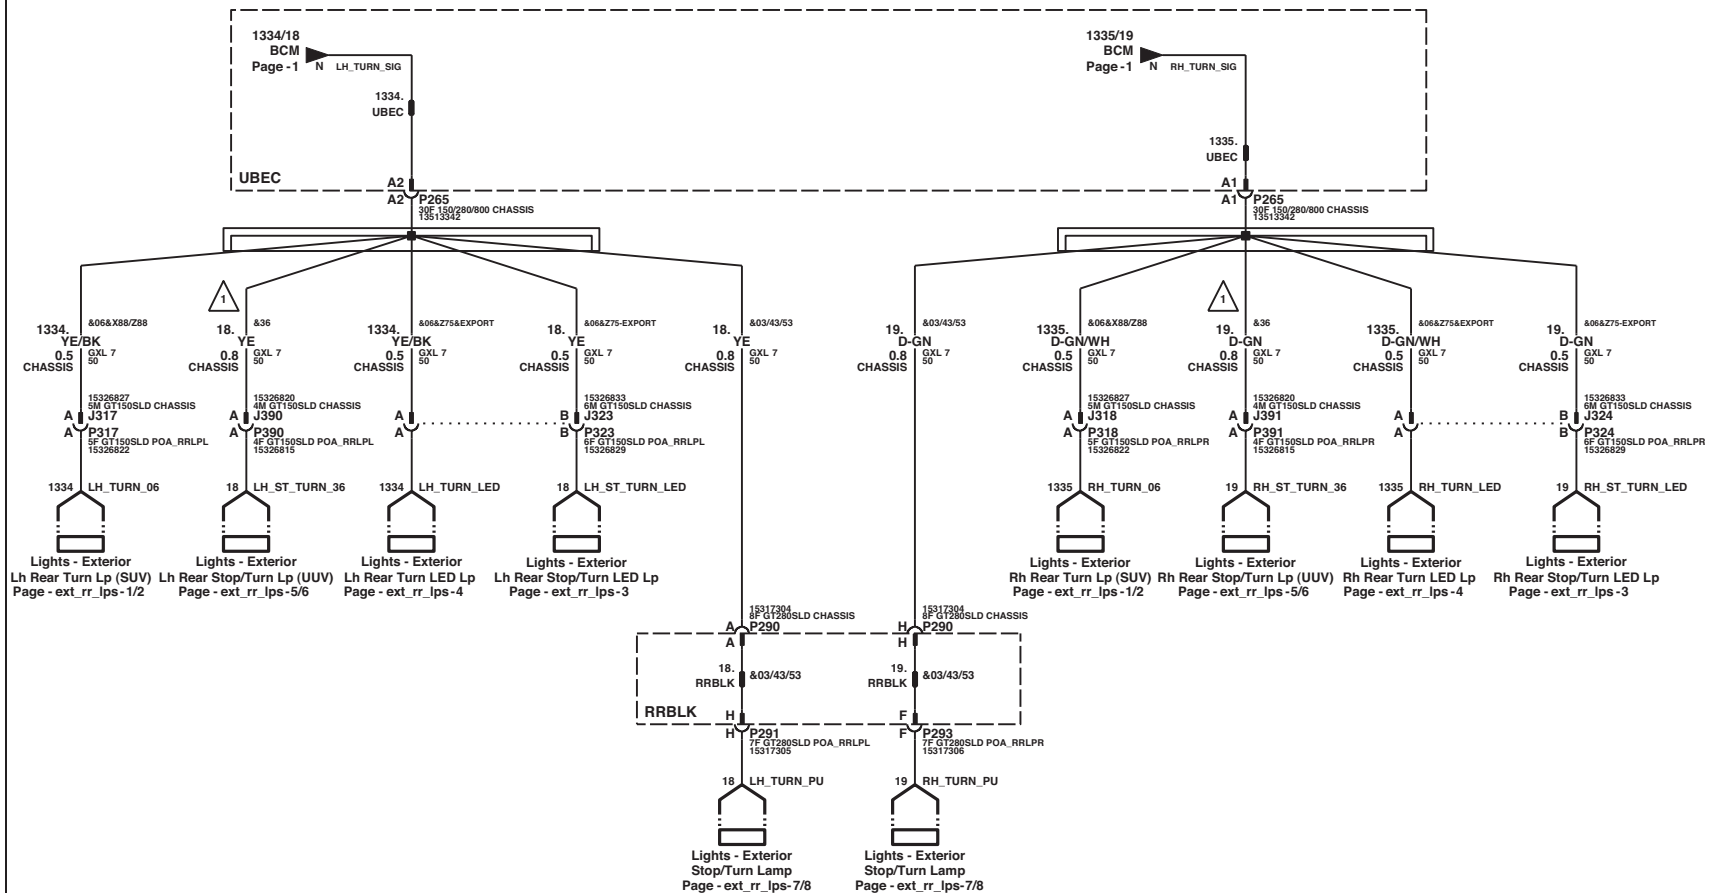 1334/18
BCM
Page -1
N LH_TURN_SIG
1334.
UBEC
A2
UBEC
A2 P265
30F 150/280/800 CHASSIS
13513342
1335/19
BCM
Page -1
N RH_TURN_SIG
1335.
UBEC
A1
A1 P265
30F 150/280/800 CHASSIS
13513342
1334. &06&X88/Z88
YE/BK
0.5 GXL 7
CHASSIS 50
15326827
5M GT150SLD CHASSIS
A J317
A P317
5F GT150SLD POA_RRLPL
15326822
1334 LH_TURN_06
Lights - Exterior
Lh Rear Turn Lp (SUV)
Page - ext_rr_lps-1/2
1
18. &36
YE
0.8 GXL 7
CHASSIS 50
15326820
4M GT150SLD CHASSIS
A J390
A P390
4F GT150SLD POA_RRLPL
15326815
18 LH_ST_TURN_36
Lights - Exterior
Lh Rear Stop/Turn Lp (UUV)
Page - ext_rr_lps-5/6
1334. &06&Z75&EXPORT
YE/BK
0.5 GXL 7
CHASSIS 50
A
A
1334 LH_TURN_LED
Lights - Exterior
Lh Rear Turn LED Lp
Page - ext_rr_lps-4
18. &06&Z75-EXPORT
YE
0.5 GXL 7
CHASSIS 50
15326833
6M GT150SLD CHASSIS
B J323
B P323
6F GT150SLD POA_RRLPL
15326829
18 LH_ST_TURN_LED
Lights - Exterior
Lh Rear Stop/Turn LED Lp
Page - ext_rr_lps-3
18. &03/43/53
YE
0.8 GXL 7
CHASSIS 50
15317304
8F GT280SLD CHASSIS
A P290
A
18. &03/43/53
RRBLK
RRBLK
H
H P291
7F GT280SLD POA_RRLPL
15317305
18 LH_TURN_PU
Lights - Exterior
Stop/Turn Lamp
Page - ext_rr_lps-7/8
19. &03/43/53
D-GN
0.8 GXL 7
CHASSIS 50
15317304
8F GT280SLD CHASSIS
H P290
H
19. &03/43/53
RRBLK
F
F P293
7F GT280SLD POA_RRLPR
15317306
19 RH_TURN_PU
Lights - Exterior
Stop/Turn Lamp
Page - ext_rr_lps-7/8
1335. &06&X88/Z88
D-GN/WH
0.5 GXL 7
CHASSIS 50
15326827
5M GT150SLD CHASSIS
A J318
A P318
5F GT150SLD POA_RRLPR
15326822
1335 RH_TURN_06
Lights - Exterior
Rh Rear Turn Lp (SUV)
Page - ext_rr_lps-1/2
1
19. &36
D-GN
0.8 GXL 7
CHASSIS 50
15326820
4M GT150SLD CHASSIS
A J391
A P391
4F GT150SLD POA_RRLPR
15326815
19 RH_ST_TURN_36
Lights - Exterior
Rh Rear Stop/Turn Lp (UUV)
Page - ext_rr_lps-5/6
1335. &06&Z75&EXPORT
D-GN/WH
0.5 GXL 7
CHASSIS 50
A
A
1335 RH_TURN_LED
Lights - Exterior
Rh Rear Turn LED Lp
Page - ext_rr_lps-4
19. &06&Z75-EXPORT
D-GN
0.5 GXL 7
CHASSIS 50
15326833
6M GT150SLD CHASSIS
B J324
B P324
6F GT150SLD POA_RRLPR
15326829
19 RH_ST_TURN_LED
Lights - Exterior
Rh Rear Stop/Turn LED Lp
Page - ext_rr_lps-3